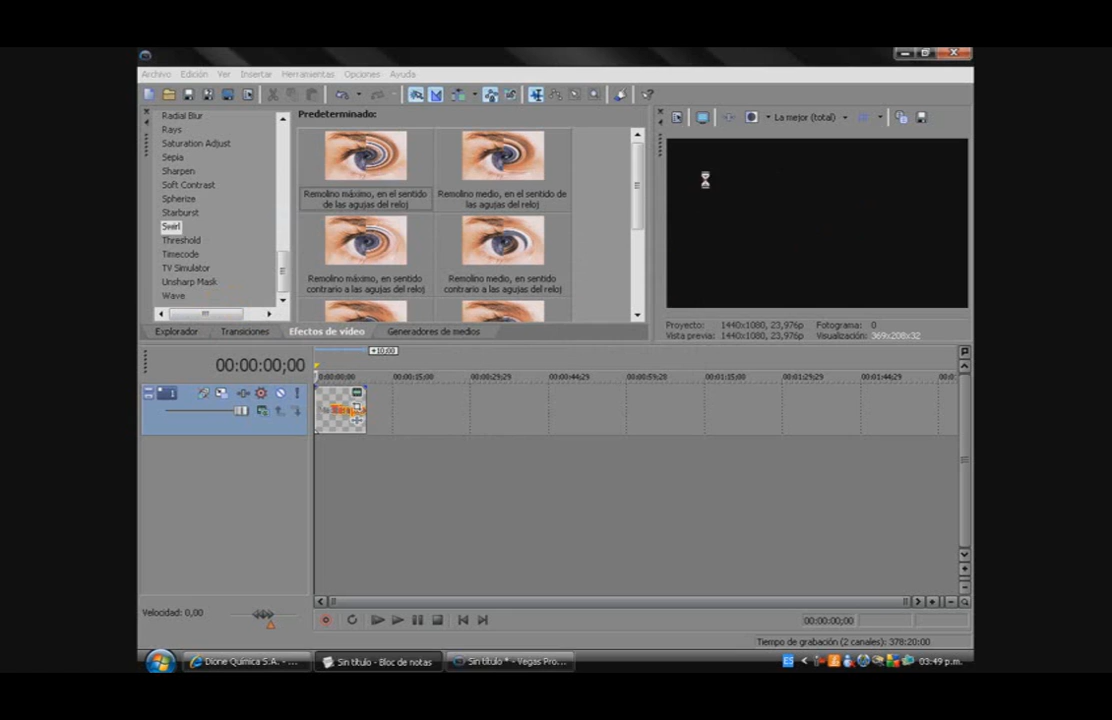 Archivo Edición Ver Insertar Herramientas Opciones Ayuda
Radial Blur
Rays
Saturation Adjust
Sepia
Sharpen
Soft Contrast
Spherize
Starburst
Swirl
Threshold
Timecode
TV Simulator
Unsharp Mask
Wave
Predeterminado:
Remolino máximo, en el sentido
de las agujas del reloj
Remolino medio, en el sentido de
las agujas del reloj
Remolino máximo, en sentido
contrario a las agujas del reloj
Remolino medio, en sentido
contrario a las agujas del reloj
La mejor (total)
Proyecto: 1440x1080, 23,976p Fotograma: 0
Vista previa: 1440x1080, 23,976p Visualización: 369x208x32
Explorador Transiciones Efectos de vídeo Generadores de medios
+10;00
00:00:00;00
0:00:00;00 00:00:15;00 00:00:29;29 00:00:44;29 00:00:59;28 00:01:15;00 00:01:29;29 00:01:44;29 00:0
1
Velocidad: 0,00
00:00:00;00
Tiempo de grabación (2 canales): 378:20:00
Dione Quimica S.A. - ... Sin título - Bloc de notas Sin título * - Vegas Pro... ES 03:49 p.m.